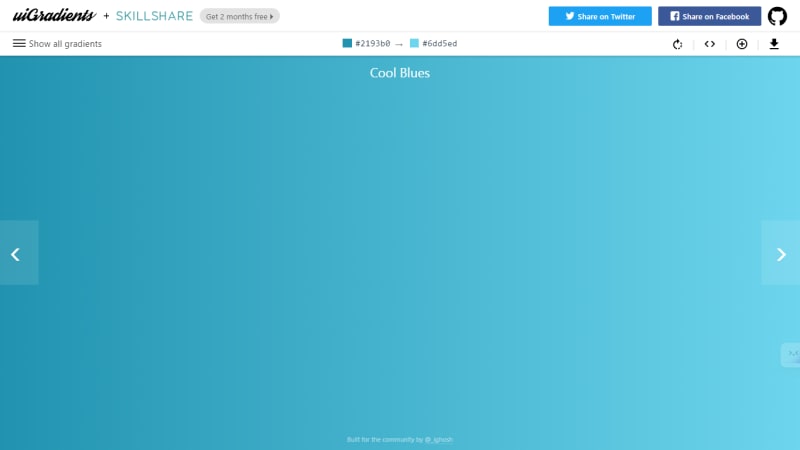 uiGradients + SKILLSHARE Get 2 months free
Share on Twitter Share on Facebook
Show all gradients #2193b0 → #6dd5ed
Cool Blues
Built for the community by @_ighosh